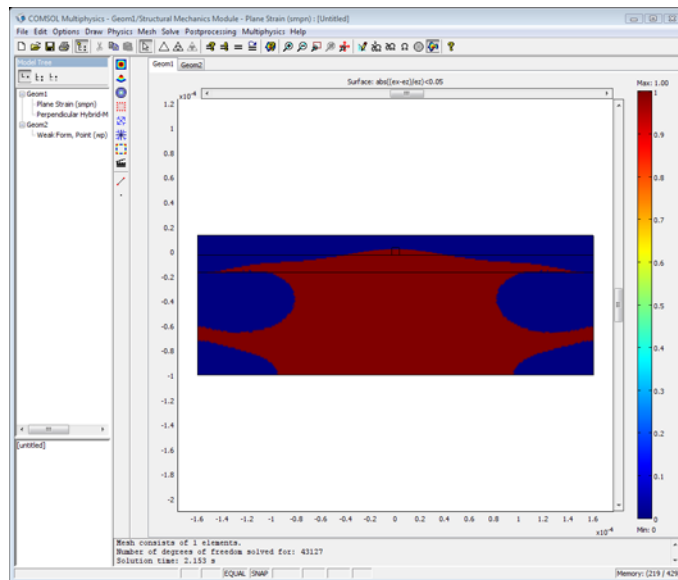 COMSOL Multiphysics - Geom1/Structural Mechanics Module - Plane Strain (smpn) : [Untitled]
File Edit Options Draw Physics Mesh Solve Postprocessing Multiphysics Help
Model Tree
Geom1
Plane Strain (smpn)
Perpendicular Hybrid-M
Geom2
Weak Form, Point (wp)
[untitled]
Geom1 Geom2
Surface: abs((ex-ez)/ez)<0.05
x10⁻⁴
1.2
1
0.8
0.6
0.4
0.2
0
-0.2
-0.4
-0.6
-0.8
-1
-1.2
-1.4
-1.6
-1.8
-2
-1.6 -1.4 -1.2 -1 -0.8 -0.6 -0.4 -0.2 0 0.2 0.4 0.6 0.8 1 1.2 1.4 1.6
x10⁻⁴
Max: 1.00
1
0.9
0.8
0.7
0.6
0.5
0.4
0.3
0.2
0.1
0
Min: 0
Mesh consists of 1 elements.
Number of degrees of freedom solved for: 43127
Solution time: 2.153 s
EQUAL SNAP
Memory: (219 / 429